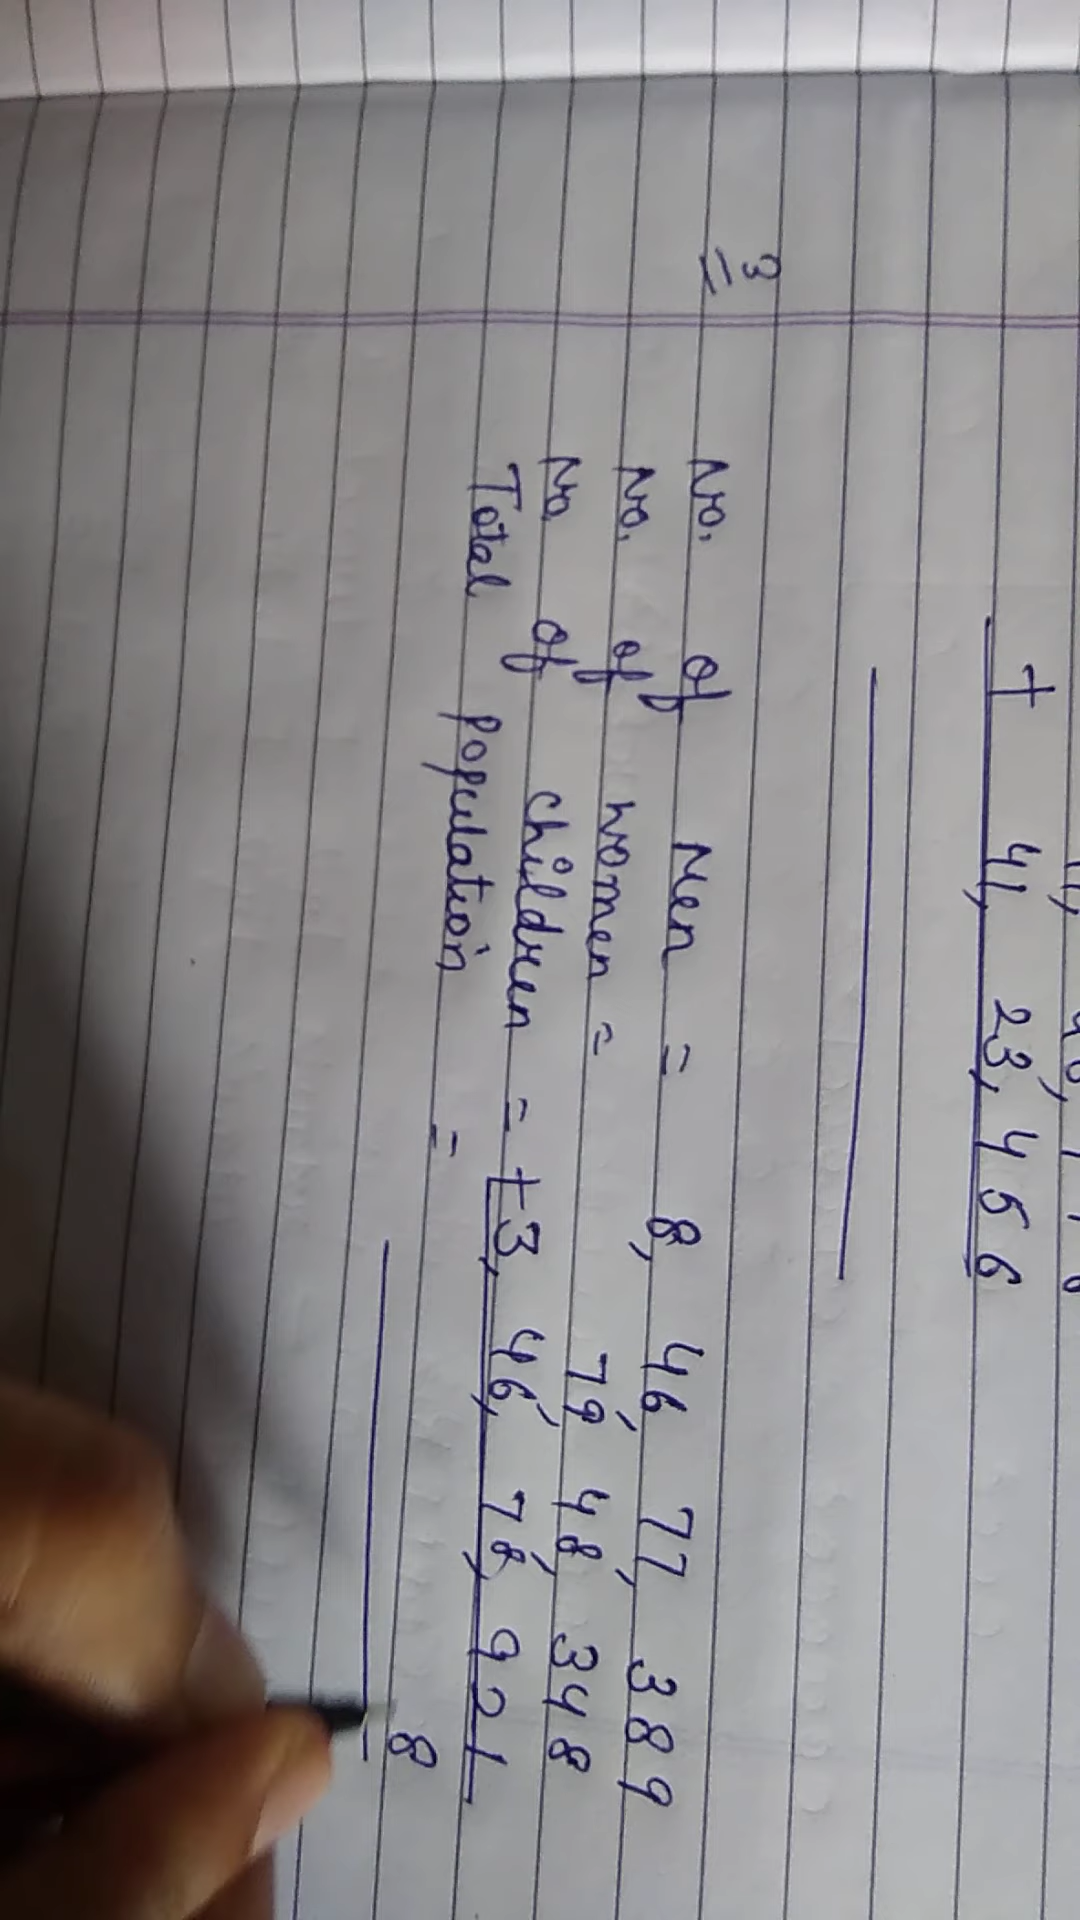 + 41, 23, 456
3 No. of Men = 8, 46, 77, 389
No. of women = 79, 48, 348
No. of children = +3, 46, 78, 921
Total population = 8